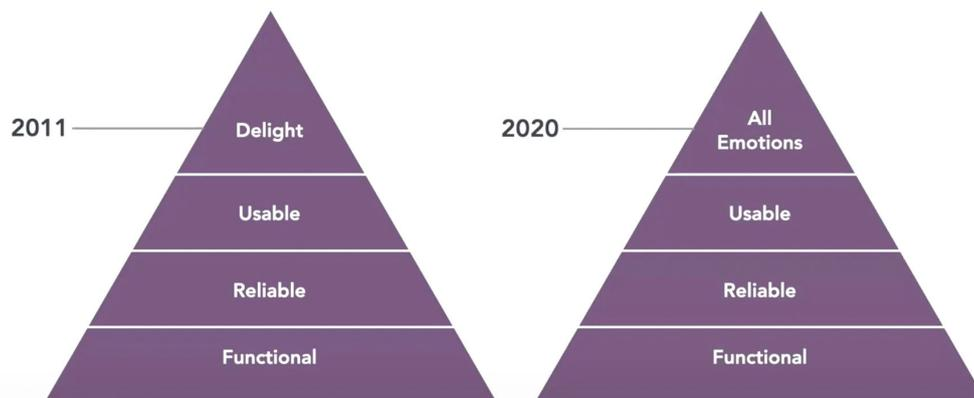 2011
Delight
Usable
Reliable
Functional
2020
All
Emotions
Usable
Reliable
Functional